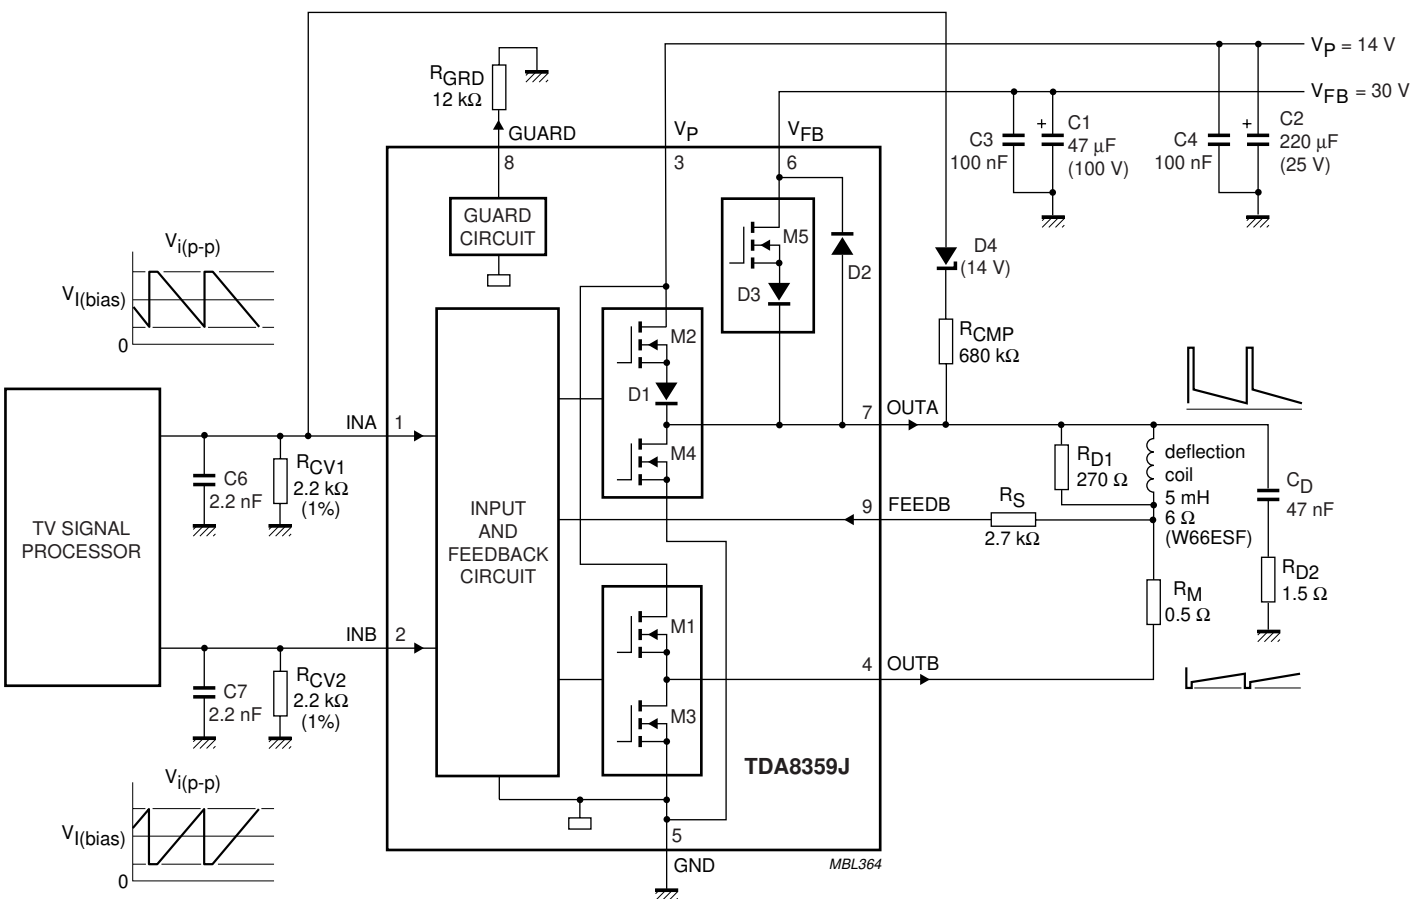 VP = 14 V
VFB = 30 V
RGRD
12 kΩ
GUARD
8
VP
3
VFB
6
C3
100 nF
C1
+
47 μF
(100 V)
C4
100 nF
C2
+
220 μF
(25 V)
GUARD
CIRCUIT
M5
D3
D2
D4
(14 V)
RCMP
680 kΩ
Vi(p-p)
VI(bias)
0
M2
D1
M4
TV SIGNAL
PROCESSOR
INA
1
C6
2.2 nF
RCV1
2.2 kΩ
(1%)
INPUT
AND
FEEDBACK
CIRCUIT
7
OUTA
RD1
270 Ω
deflection
coil
5 mH
6 Ω
(W66ESF)
CD
47 nF
9
FEEDB
RS
2.7 kΩ
RD2
1.5 Ω
RM
0.5 Ω
INB
2
C7
2.2 nF
RCV2
2.2 kΩ
(1%)
M1
M3
4
OUTB
TDA8359J
Vi(p-p)
VI(bias)
0
5
GND
MBL364